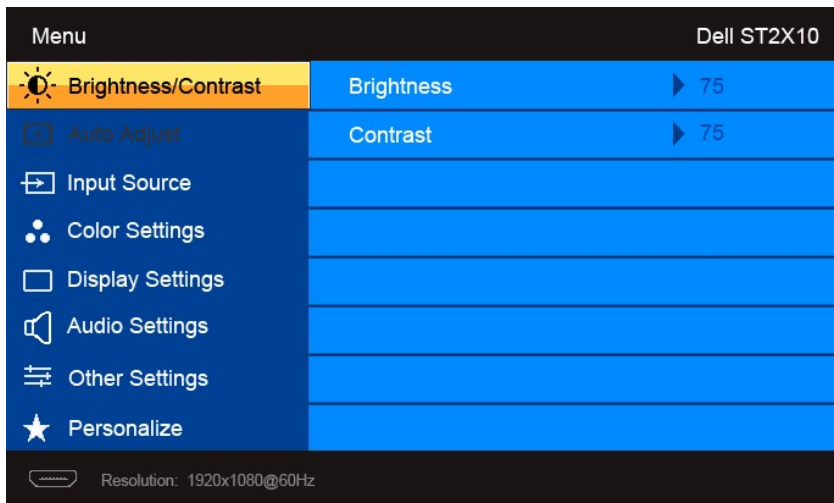 Menu Dell ST2X10
Brightness/Contrast Brightness 75
Auto Adjust Contrast 75
Input Source
Color Settings
Display Settings
Audio Settings
Other Settings
Personalize
Resolution: 1920x1080@60Hz